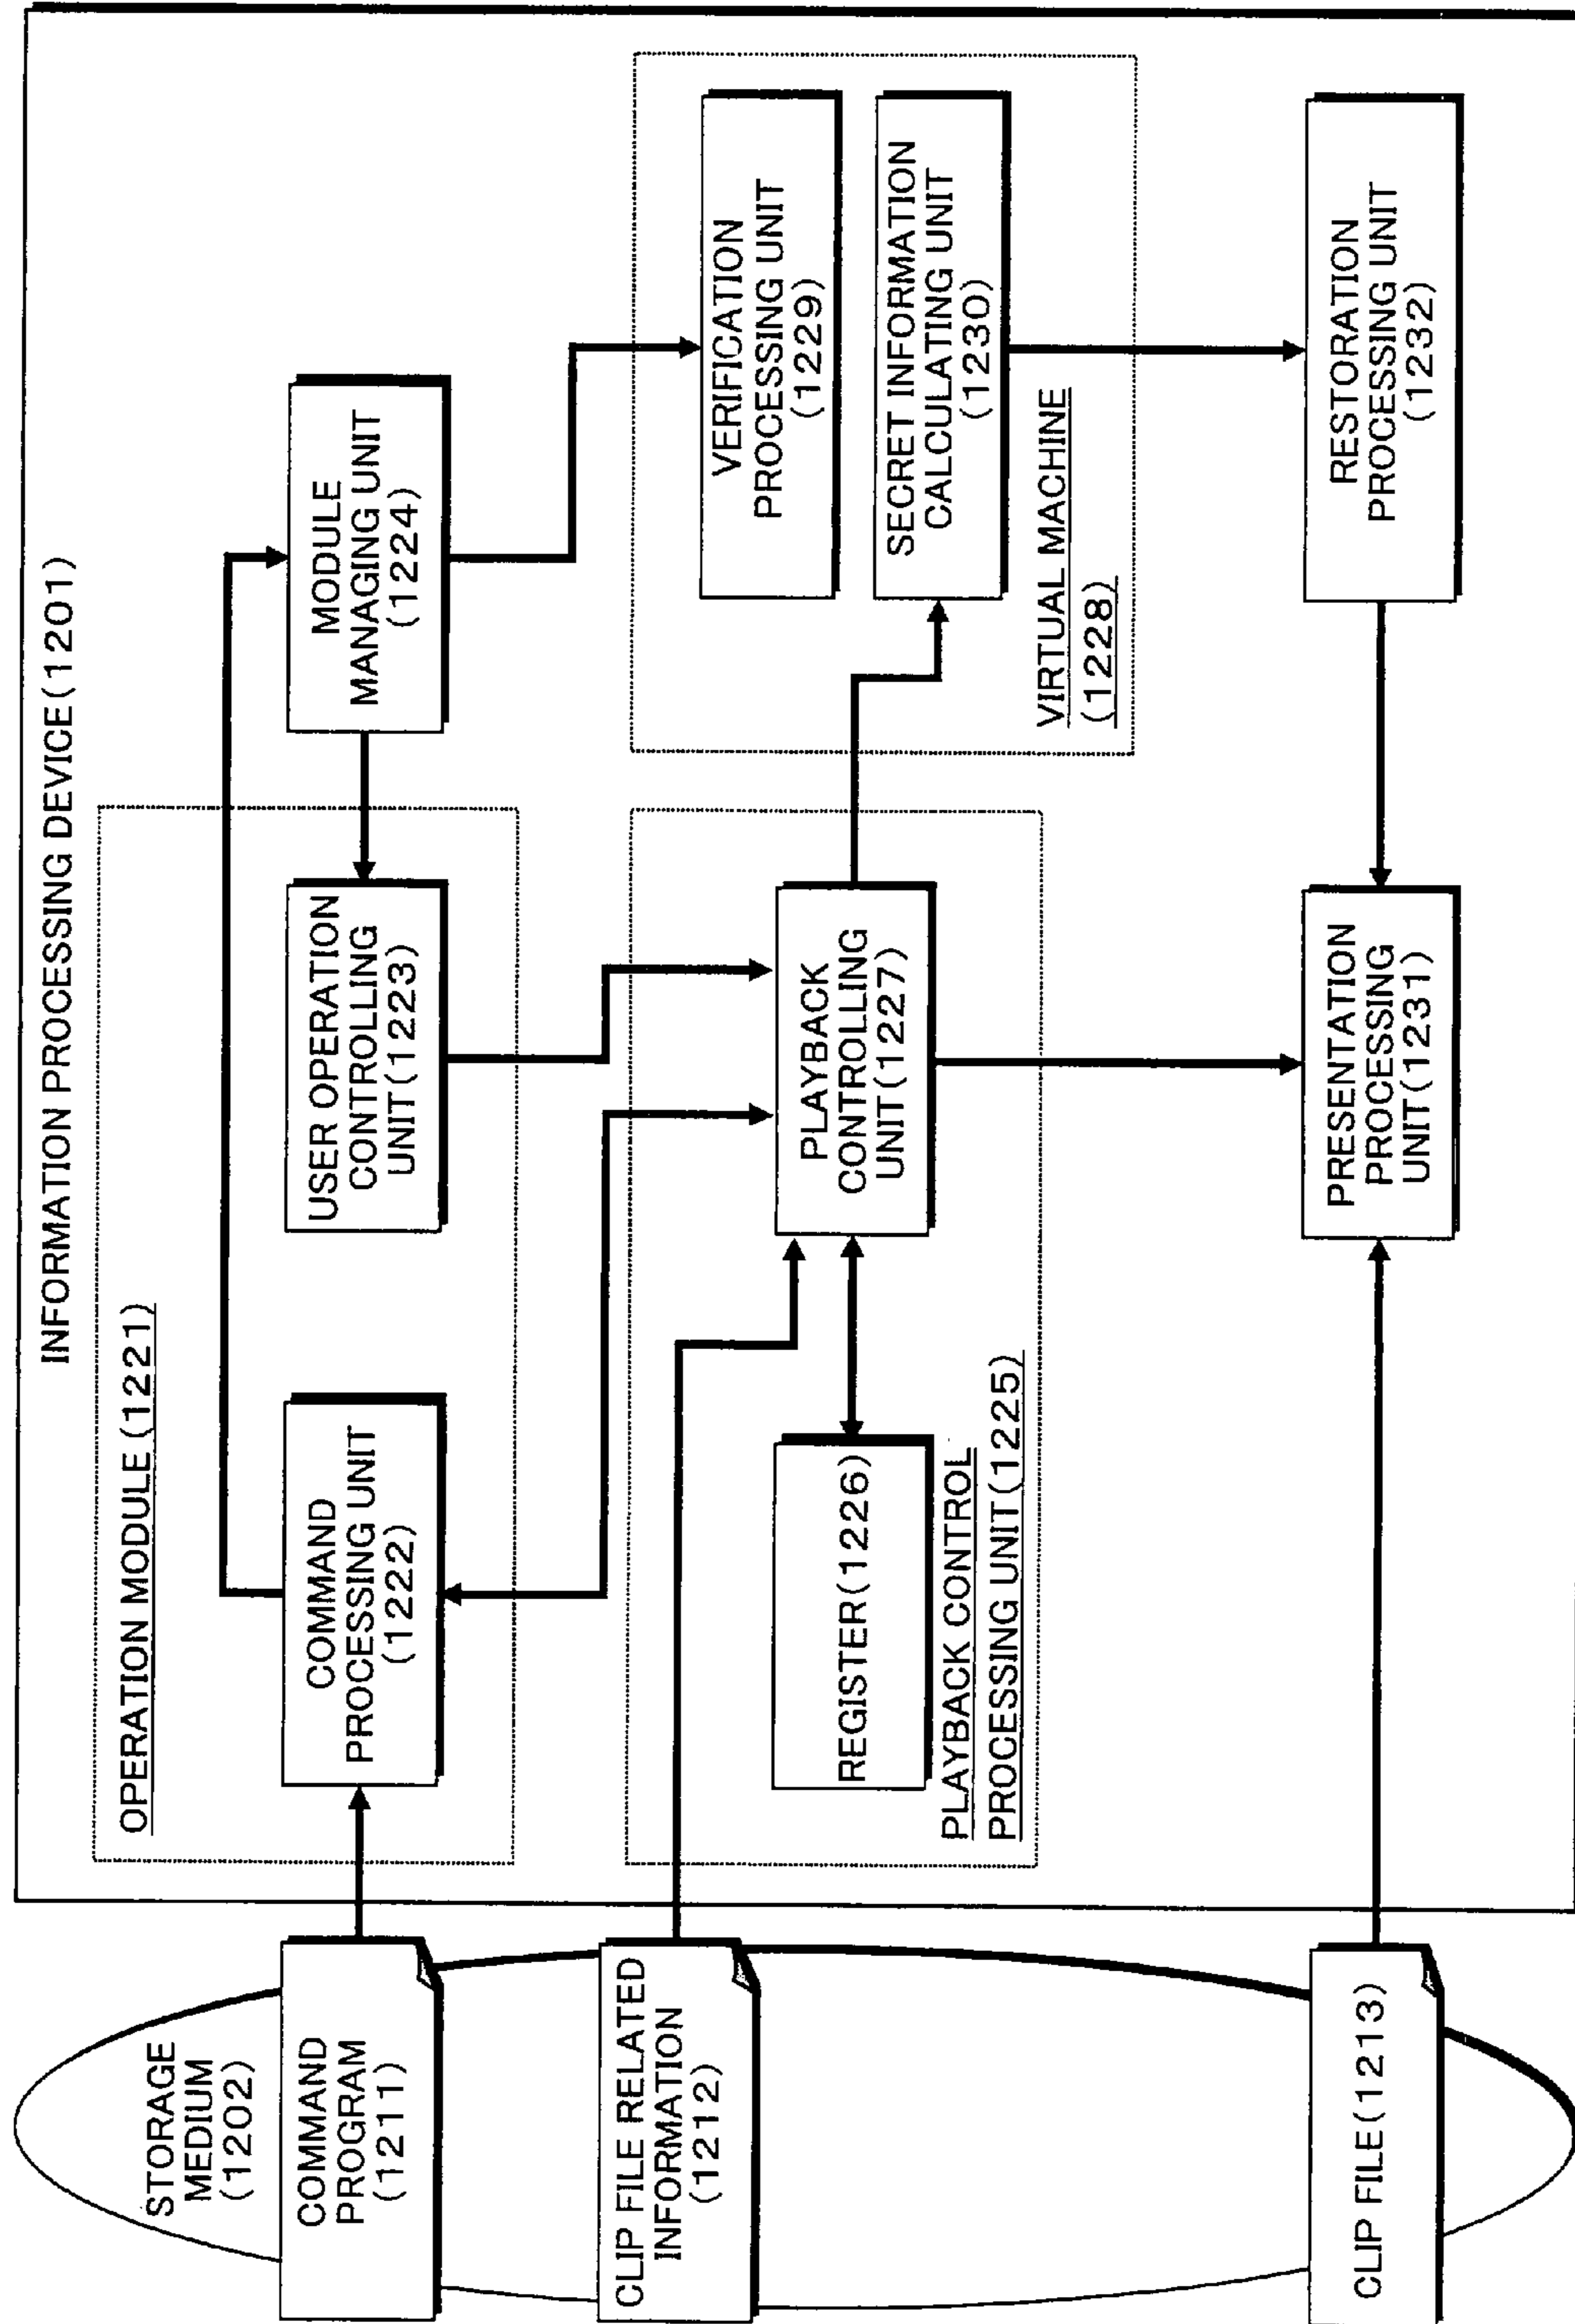 INFORMATION PROCESSING DEVICE(1201)
STORAGE
MEDIUM
(1202)
COMMAND
PROGRAM
(1211)
CLIP FILE RELATED
INFORMATION
(1212)
CLIP FILE(1213)
OPERATION MODULE (1221)
COMMAND
PROCESSING UNIT
(1222)
USER OPERATION
CONTROLLING
UNIT(1223)
MODULE
MANAGING UNIT
(1224)
REGISTER(1226)
PLAYBACK CONTROL
PROCESSING UNIT(1225)
PLAYBACK
CONTROLLING
UNIT(1227)
VERIFICATION
PROCESSING UNIT
(1229)
SECRET INFORMATION
CALCULATING UNIT
(1230)
VIRTUAL MACHINE
(1228)
PRESENTATION
PROCESSING
UNIT(1231)
RESTORATION
PROCESSING UNIT
(1232)